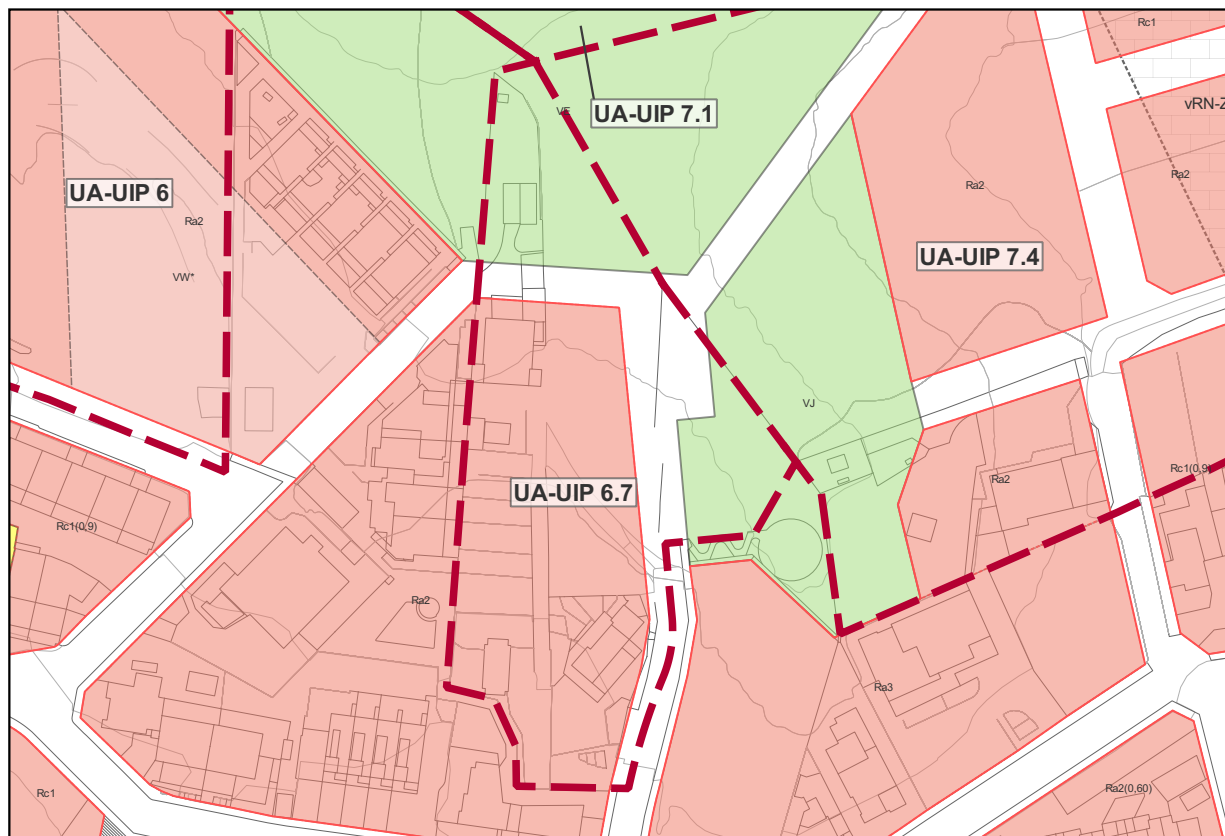 Rc1
vRN-Z
UA-UIP 7.1
VE
Ra2
Ra2
UA-UIP 6
Ra2
UA-UIP 7.4
VW*
VJ
Rc1(0,9)
Ra2
UA-UIP 6.7
Rc1(0,9)
Ra2
Ra3
Rc1
Ra2(0,60)